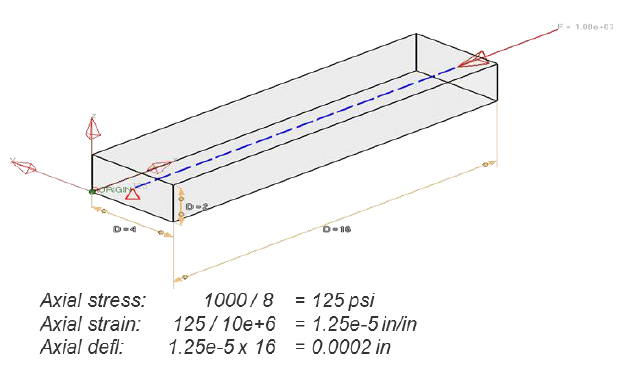 F = 1.00e+03
Z
ORIGIN
D=2
D=4
D=16
Axial stress: 1000 / 8 = 125 psi
Axial strain: 125 / 10e+6 = 1.25e-5 in/in
Axial defl: 1.25e-5 x 16 = 0.0002 in